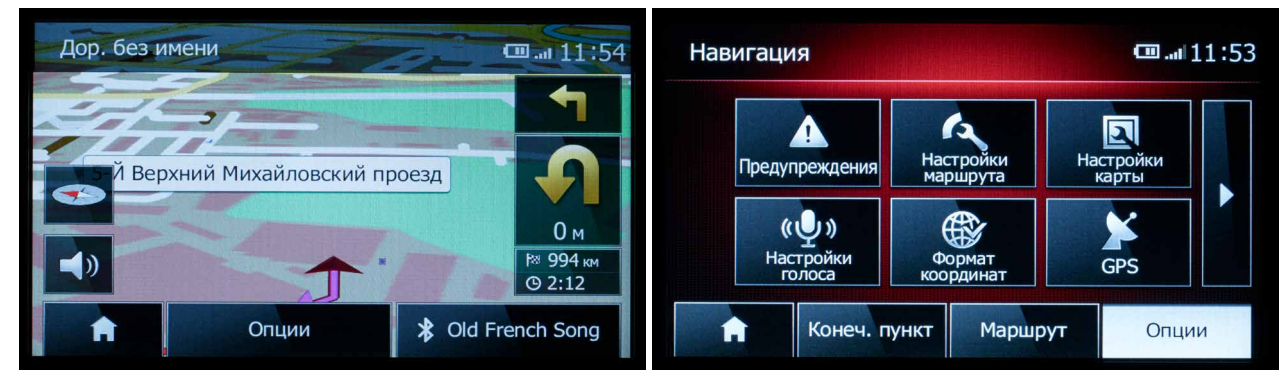 Дор. без имени
11:54
5-Й Верхний Михайловский проезд
0 м
994 км
2:12
Опции
Old French Song
Навигация
11:53
Предупреждения
Настройки
маршрута
Настройки
карты
Настройки
голоса
Формат
координат
GPS
Конеч. пункт
Маршрут
Опции